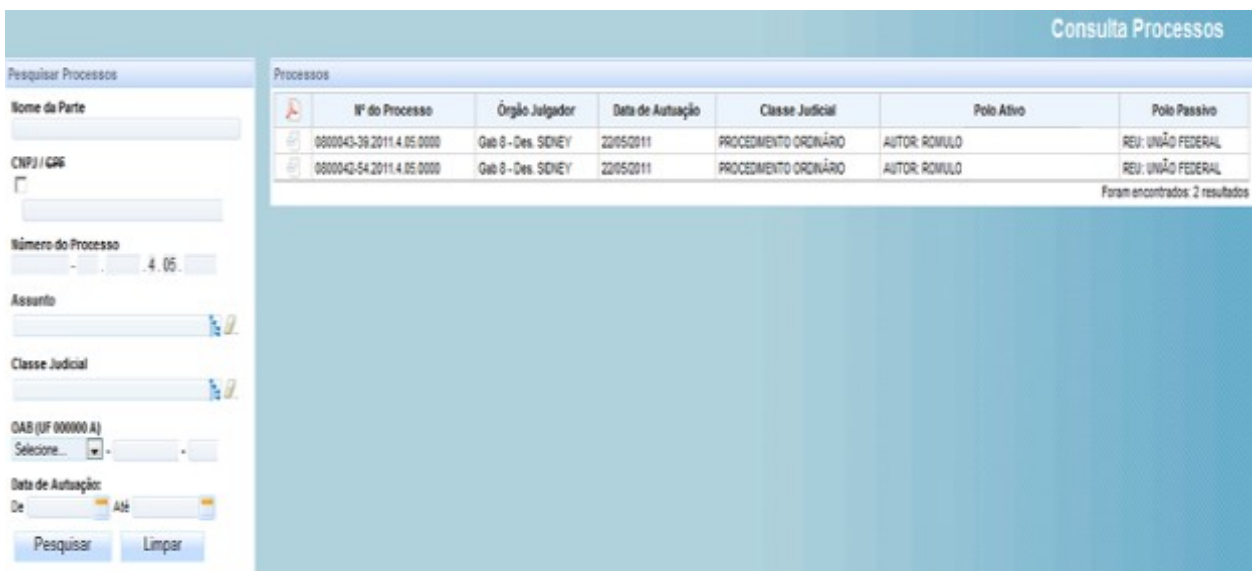 Consulta Processos
Pesquisar Processos
Nome da Parte
CNPJ / CPF
Número do Processo
- . .4.05.
Assunto
Classe Judicial
OAB (UF 000000 A)
Selecione... - -
Data de Autuação:
De Até
Pesquisar Limpar
Processos
Nº do Processo Órgão Julgador Data de Autuação Classe Judicial Polo Ativo Polo Passivo
0800043-39.2011.4.05.0000 Gab 8 - Des. SIDNEY 22/05/2011 PROCEDIMENTO ORDINÁRIO AUTOR: ROMULO REU: UNIÃO FEDERAL
0800042-54.2011.4.05.0000 Gab 8 - Des. SIDNEY 22/05/2011 PROCEDIMENTO ORDINÁRIO AUTOR: ROMULO REU: UNIÃO FEDERAL
Foram encontrados: 2 resultados